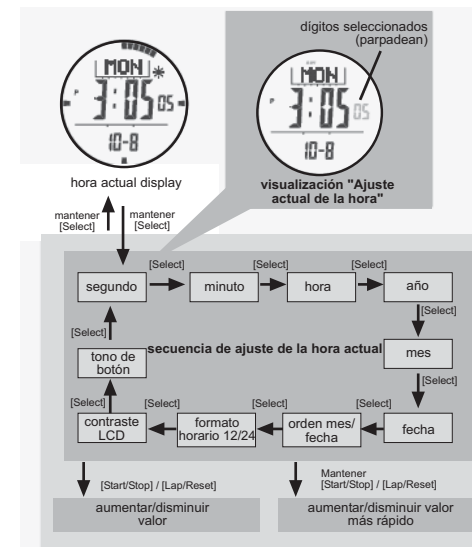 dígitos seleccionados
(parpadean)
MON
P 3:05 05
10-8
MON
P 3:05 05
10-8
hora actual display
visualización "Ajuste
actual de la hora"
mantener
[Select]
mantener
[Select]
[Select]
[Select]
[Select]
segundo
minuto
hora
año
[Select]
[Select]
tono de
botón
secuencia de ajuste de la hora actual
mes
[Select]
[Select]
[Select]
[Select]
[Select]
contraste
LCD
formato
horario 12/24
orden mes/
fecha
fecha
[Start/Stop] / [Lap/Reset]
Mantener
[Start/Stop] / [Lap/Reset]
aumentar/disminuir
valor
aumentar/disminuir valor
más rápido